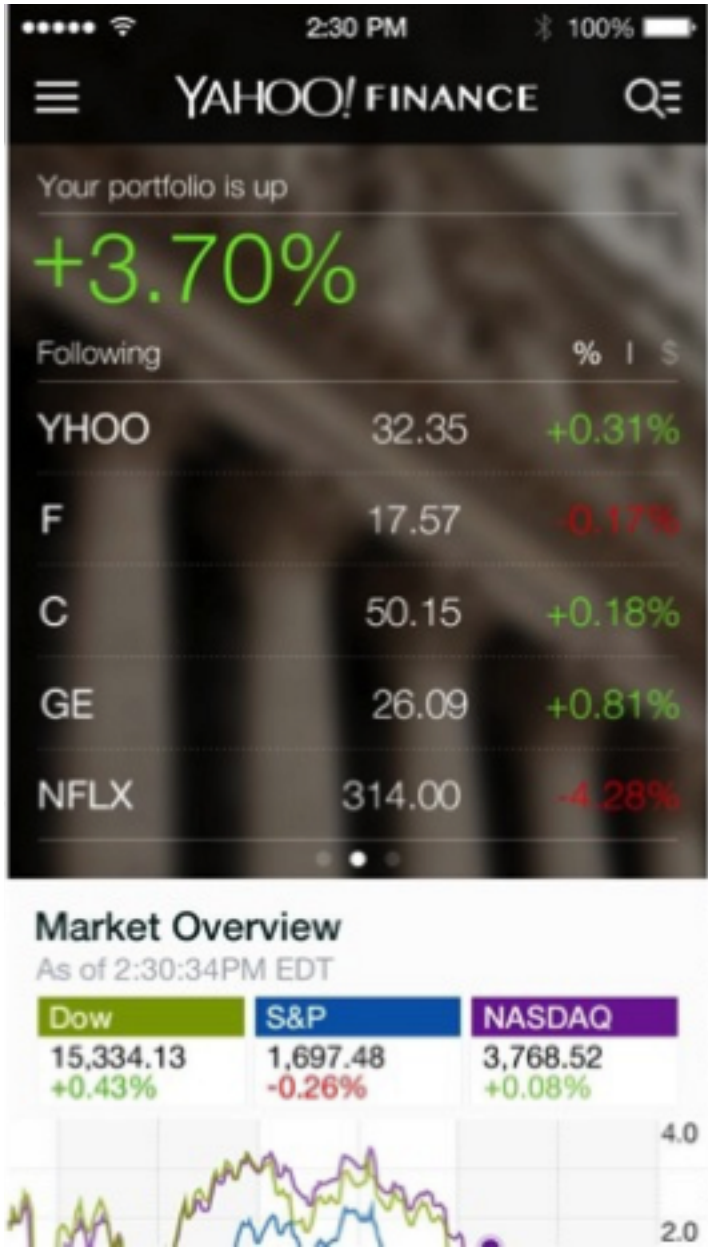 2:30 PM 100%
YAHOO! FINANCE
Your portfolio is up
+3.70%
Following % | $
YHOO 32.35 +0.31%
F 17.57 -0.17%
C 50.15 +0.18%
GE 26.09 +0.81%
NFLX 314.00 -4.28%
Market Overview
As of 2:30:34PM EDT
Dow S&P NASDAQ
15,334.13 1,697.48 3,768.52
+0.43% -0.26% +0.08%
4.0
2.0